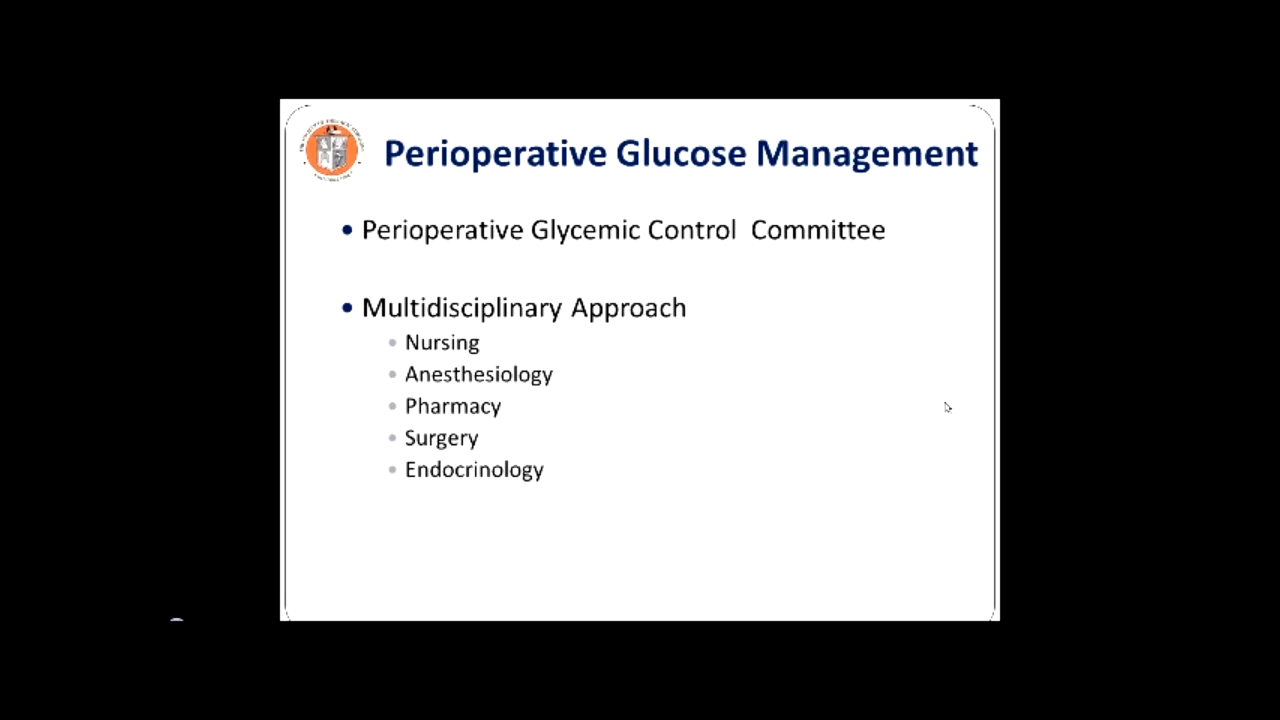 Perioperative Glucose Management
• Perioperative Glycemic Control Committee
• Multidisciplinary Approach
• Nursing
• Anesthesiology
• Pharmacy
• Surgery
• Endocrinology